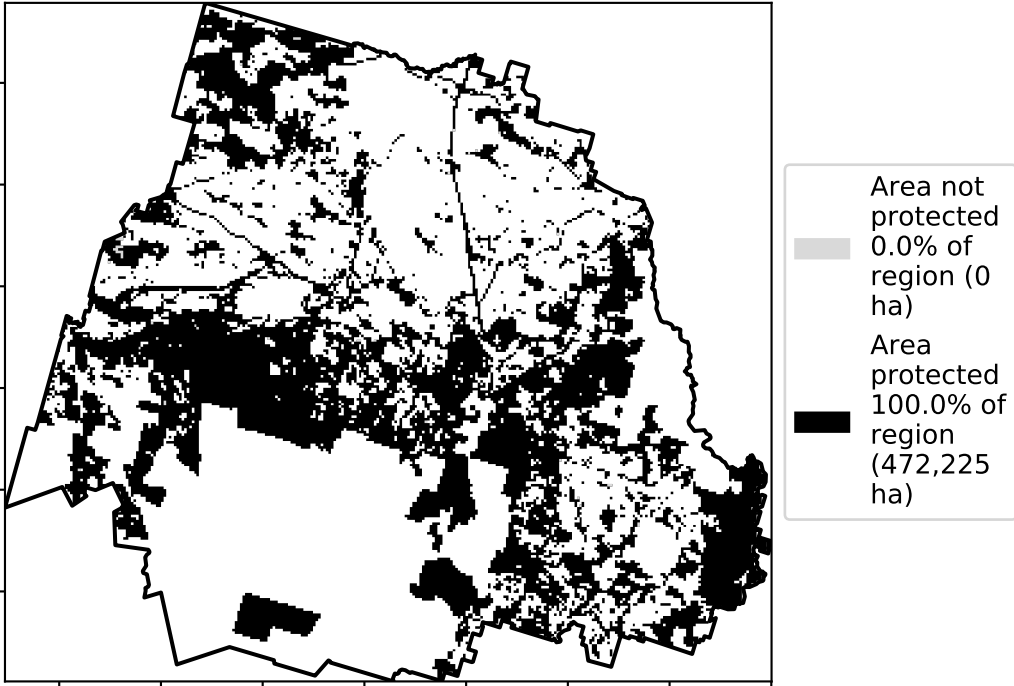 Area not
protected
0.0% of
region (0
ha)
Area
protected
100.0% of
region
(472,225
ha)